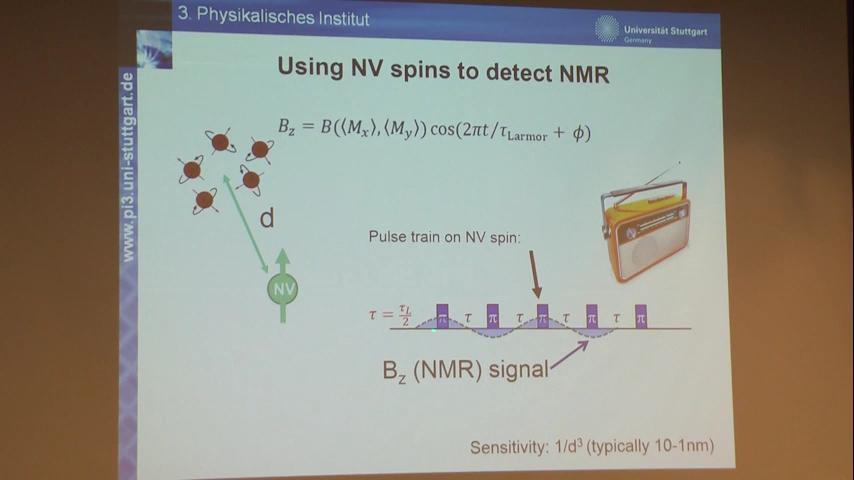 3. Physikalisches Institut
Universität Stuttgart
Germany
www.pi3.uni-stuttgart.de
Using NV spins to detect NMR
B_z = B(⟨M_x⟩,⟨M_y⟩) cos(2πt/τ_Larmor + ϕ)
d
NV
Pulse train on NV spin:
τ = τ_L/2
π τ π τ π τ π τ π
B_z (NMR) signal
Sensitivity: 1/d³ (typically 10-1nm)